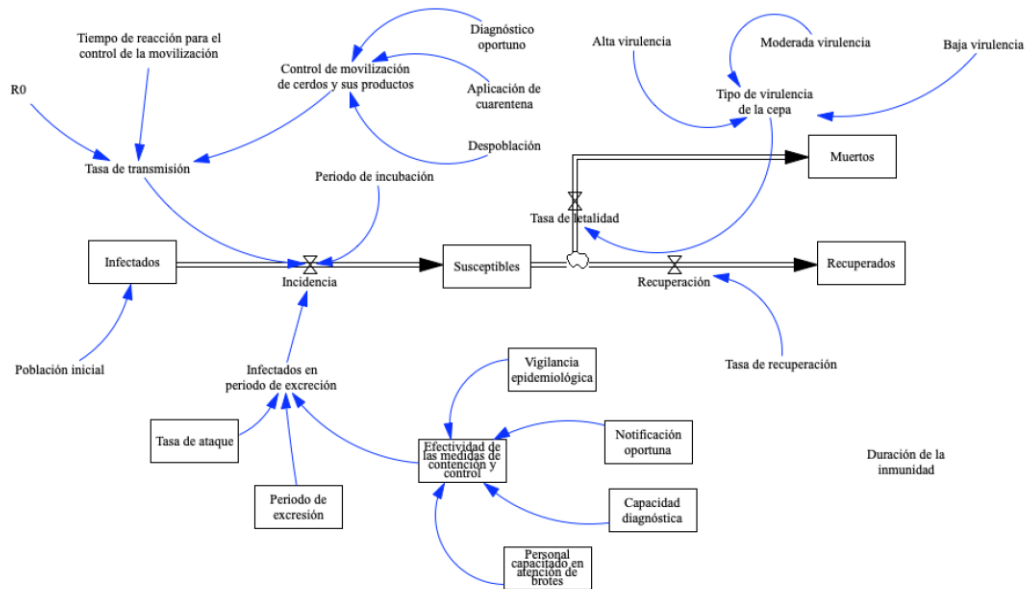 Diagnóstico
oportuno
Tiempo de reacción para el
control de la movilización
Alta virulencia
Moderada virulencia
Baja virulencia
Control de movilización
de cerdos y sus productos
R0
Aplicación de
cuarentena
Tipo de virulencia
de la cepa
Despoblación
Muertos
Tasa de transmisión
Periodo de incubación
Tasa de letalidad
Infectados
Susceptibles
Recuperados
Incidencia
Recuperación
Población inicial
Infectados en
periodo de excreción
Vigilancia
epidemiológica
Tasa de recuperación
Tasa de ataque
Efectividad de
las medidas de
contención y
control
Notificación
oportuna
Duración de la
inmunidad
Periodo de
excresión
Capacidad
diagnóstica
Personal
capacitado en
atención de
brotes